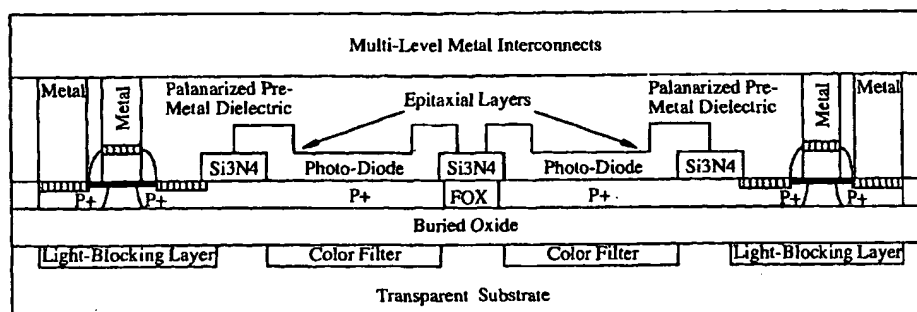 Multi-Level Metal Interconnects
Metal
Metal
Palanarized Pre-
Metal Dielectric
Epitaxial Layers
Palanarized Pre-
Metal Dielectric
Metal
Metal
Si3N4
Photo-Diode
Si3N4
Photo-Diode
Si3N4
P+
P+
P+
FOX
P+
P+
P+
Buried Oxide
Light-Blocking Layer
Color Filter
Color Filter
Light-Blocking Layer
Transparent Substrate